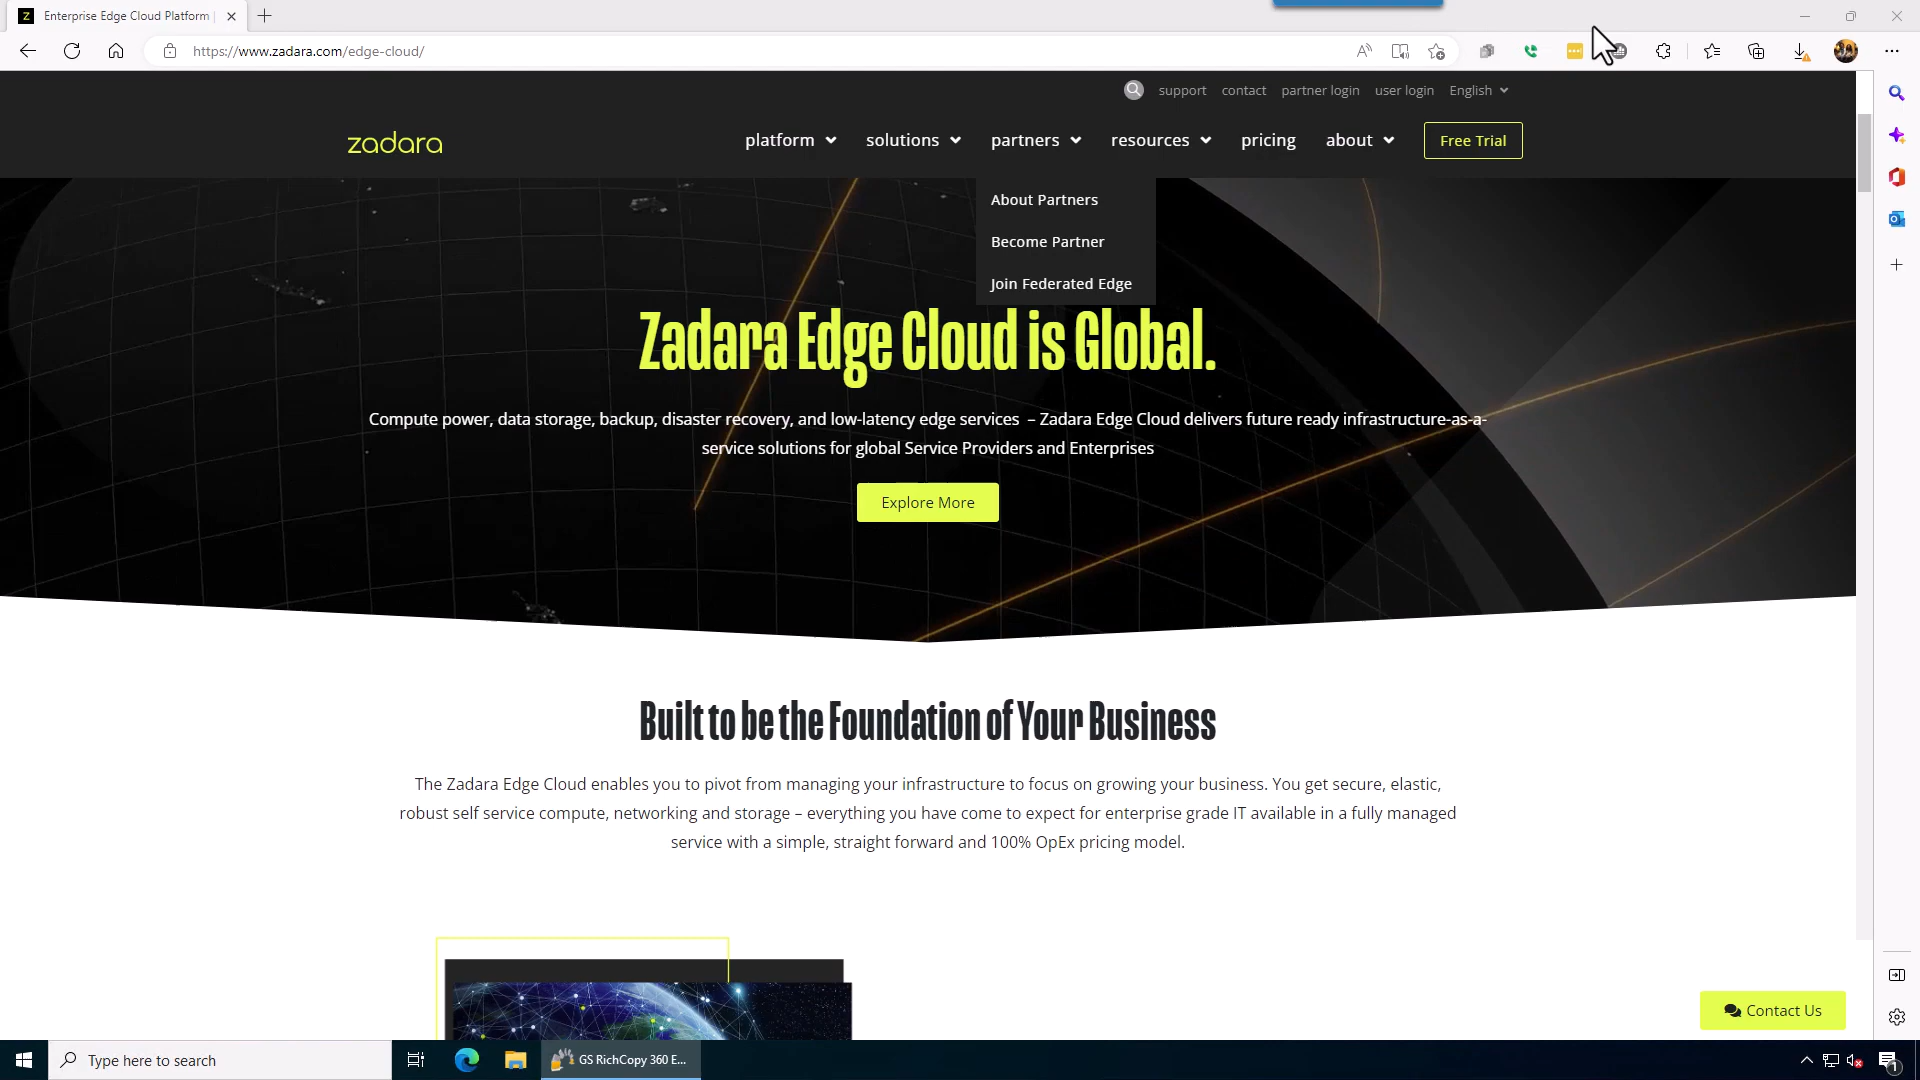 Enterprise Edge Cloud Platform |
https://www.zadara.com/edge-cloud/
support contact partner login user login English
zadara
platform solutions partners resources pricing about Free Trial
About Partners
Become Partner
Join Federated Edge
Zadara Edge Cloud is Global.
Compute power, data storage, backup, disaster recovery, and low-latency edge services – Zadara Edge Cloud delivers future ready infrastructure-as-a-
service solutions for global Service Providers and Enterprises
Explore More
Built to be the Foundation of Your Business
The Zadara Edge Cloud enables you to pivot from managing your infrastructure to focus on growing your business. You get secure, elastic,
robust self service compute, networking and storage – everything you have come to expect for enterprise grade IT available in a fully managed
service with a simple, straight forward and 100% OpEx pricing model.
Contact Us
Type here to search
GS RichCopy 360 E...
1